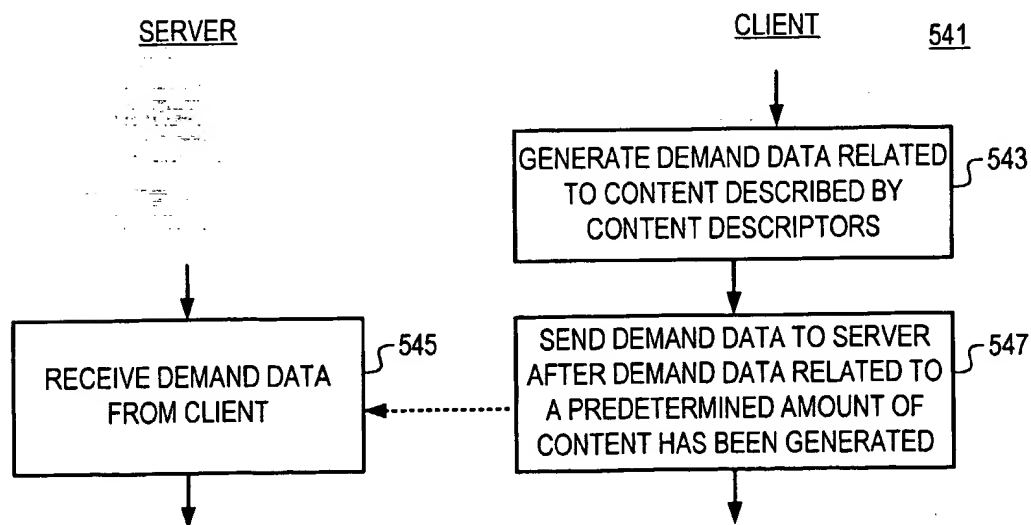 SERVER
CLIENT
541
GENERATE DEMAND DATA RELATED
TO CONTENT DESCRIBED BY
CONTENT DESCRIPTORS
543
RECEIVE DEMAND DATA
FROM CLIENT
545
SEND DEMAND DATA TO SERVER
AFTER DEMAND DATA RELATED TO
A PREDETERMINED AMOUNT OF
CONTENT HAS BEEN GENERATED
547